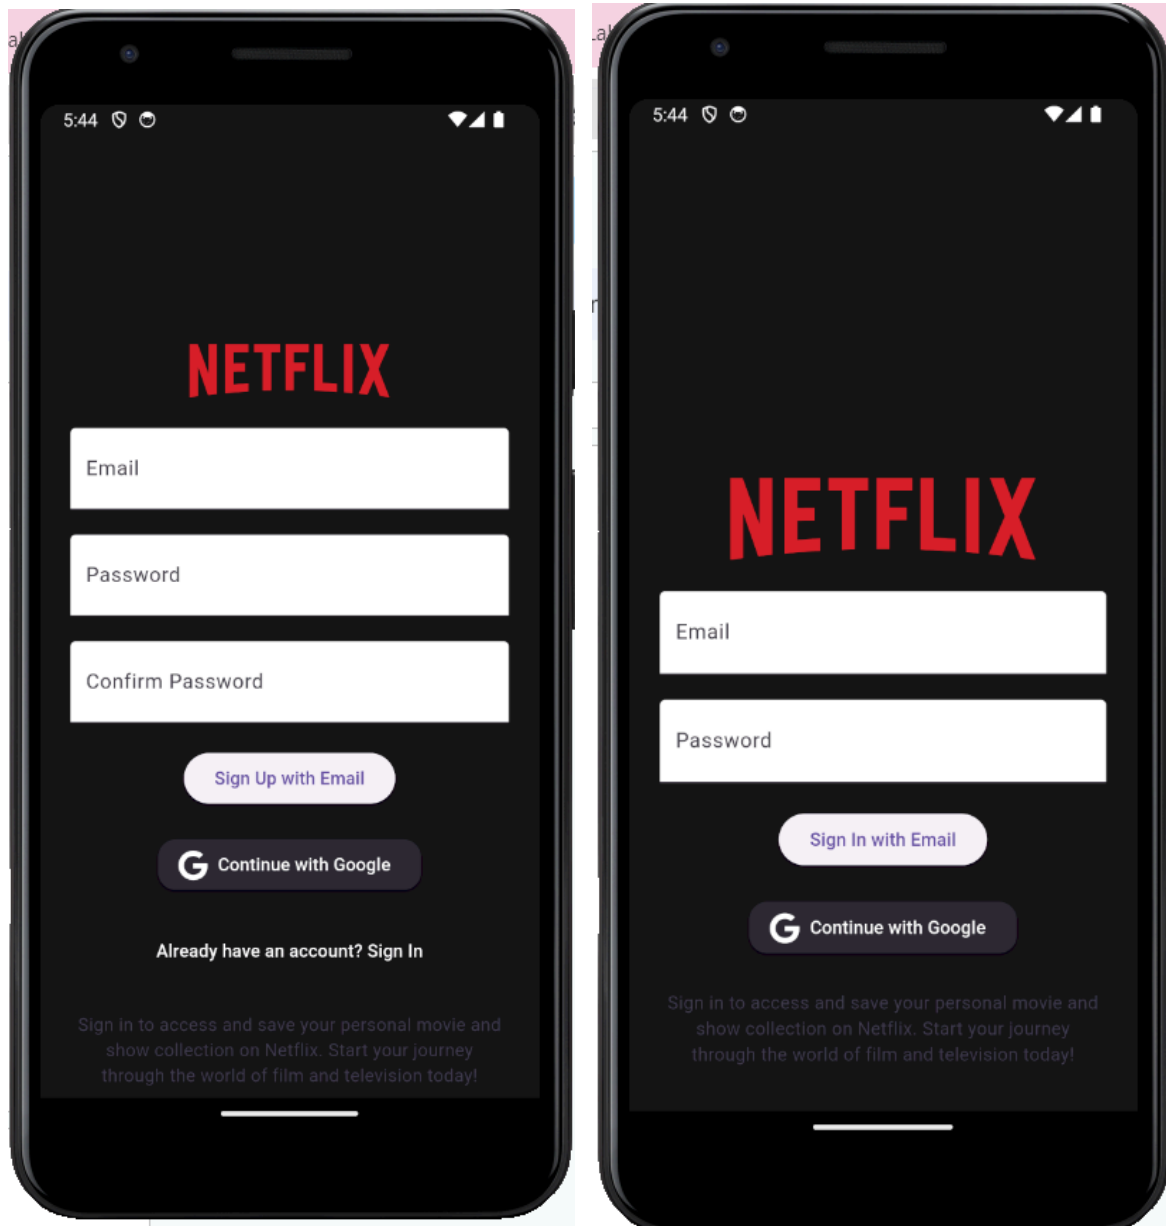 5:44
NETFLIX
Email
Password
Confirm Password
Sign Up with Email
G Continue with Google
Already have an account? Sign In
Sign in to access and save your personal movie and
show collection on Netflix. Start your journey
through the world of film and television today!
5:44
NETFLIX
Email
Password
Sign In with Email
G Continue with Google
Sign in to access and save your personal movie and
show collection on Netflix. Start your journey
through the world of film and television today!